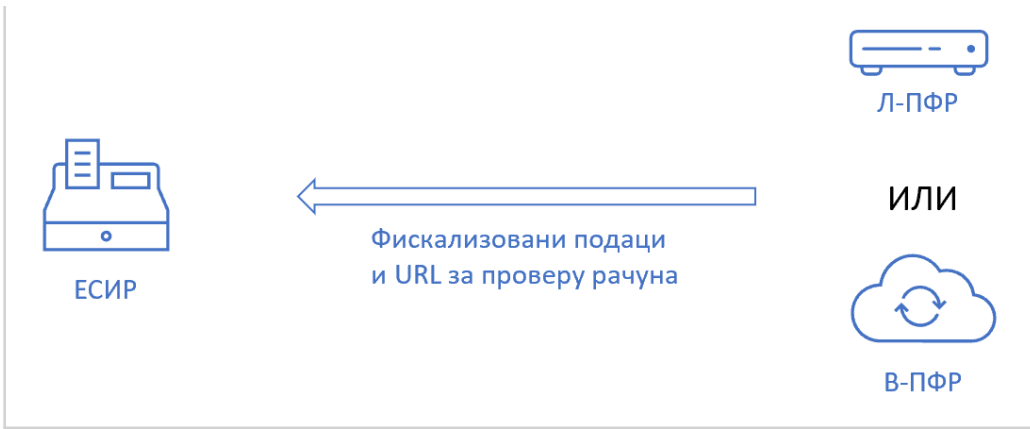 Л-ПФР
ИЛИ
Фискализовани подаци
и URL за проверу рачуна
ЕСИР
В-ПФР